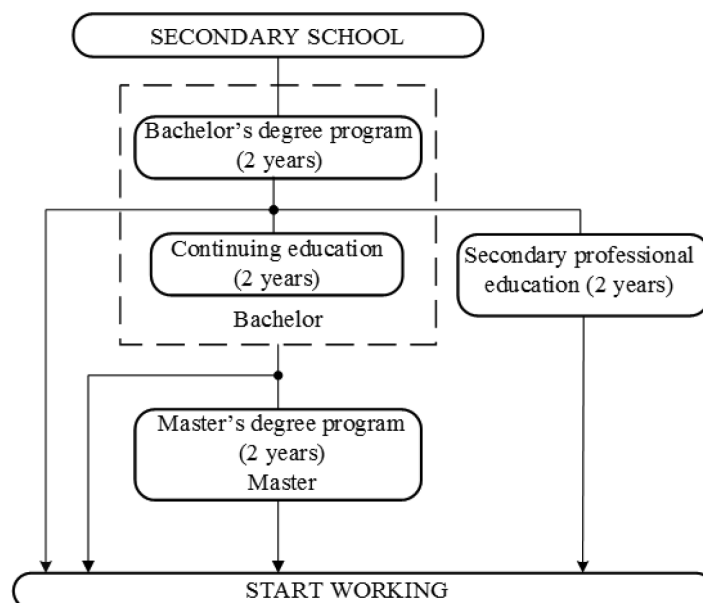 SECONDARY SCHOOL
Bachelor’s degree program
(2 years)
Continuing education
(2 years)
Bachelor
Secondary professional
education (2 years)
Master’s degree program
(2 years)
Master
START WORKING